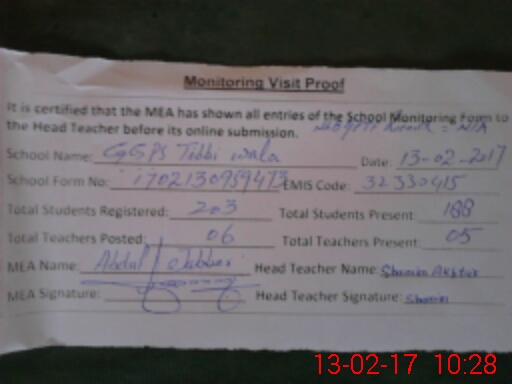 Monitoring Visit Proof
It is certified that the MEA has shown all entries of the School Monitoring Form to
the Head Teacher before its online submission. = N/A
School Name: GGPS Tibbi wala Date: 13-02-2017
School Form No: 1702130959473 EMIS Code: 32330415
Total Students Registered: 203 Total Students Present: 188
Total Teachers Posted: 06 Total Teachers Present: 05
MEA Name: Abdul Jabbar Head Teacher Name: Shamim Akhtar
MEA Signature: Head Teacher Signature: Shamim
13-02-17 10:28